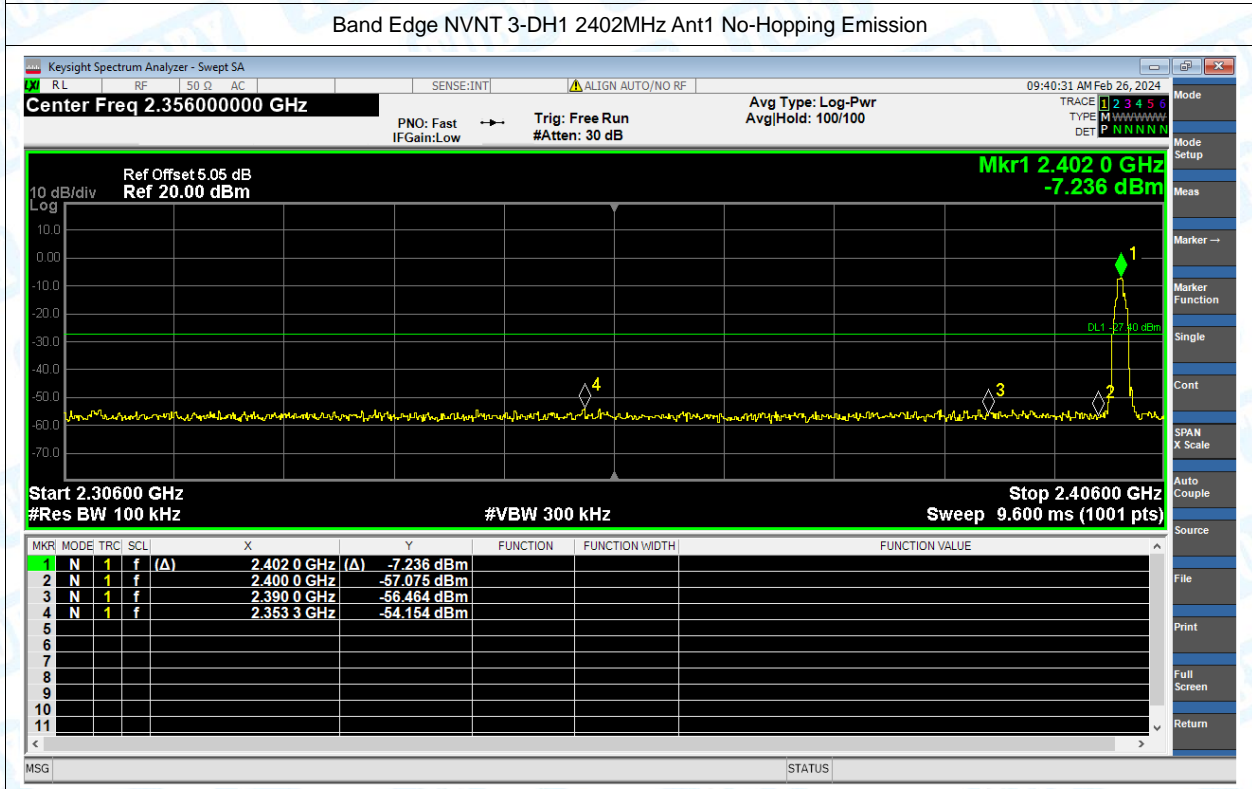 Band Edge NVNT 3-DH1 2402MHz Ant1 No-Hopping Emission
Keysight Spectrum Analyzer - Swept SA
LXI RL RF 50 Ω AC SENSE:INT ALIGN AUTO/NO RF 09:40:31 AM Feb 26, 2024
Center Freq 2.356000000 GHz
PNO: Fast
IFGain:Low
Trig: Free Run
#Atten: 30 dB
Avg Type: Log-Pwr
Avg|Hold: 100/100
TRACE 1 2 3 4 5 6
TYPE M WWWWW
DET P N N N N N
Mkr1 2.402 0 GHz
-7.236 dBm
Ref Offset 5.05 dB
10 dB/div Ref 20.00 dBm
Log
10.0
0.00
-10.0
-20.0
-30.0
-40.0
-50.0
-60.0
-70.0
1
DL1 -27.40 dBm
4
3
2
Start 2.30600 GHz Stop 2.40600 GHz
#Res BW 100 kHz #VBW 300 kHz Sweep 9.600 ms (1001 pts)
MKR MODE TRC SCL X Y FUNCTION FUNCTION WIDTH FUNCTION VALUE
1 N 1 f (Δ) 2.402 0 GHz (Δ) -7.236 dBm
2 N 1 f 2.400 0 GHz -57.075 dBm
3 N 1 f 2.390 0 GHz -56.464 dBm
4 N 1 f 2.353 3 GHz -54.154 dBm
5
6
7
8
9
10
11
MSG STATUS
Mode
Mode
Setup
Meas
Marker →
Marker
Function
Single
Cont
SPAN
X Scale
Auto
Couple
Source
File
Print
Full
Screen
Return